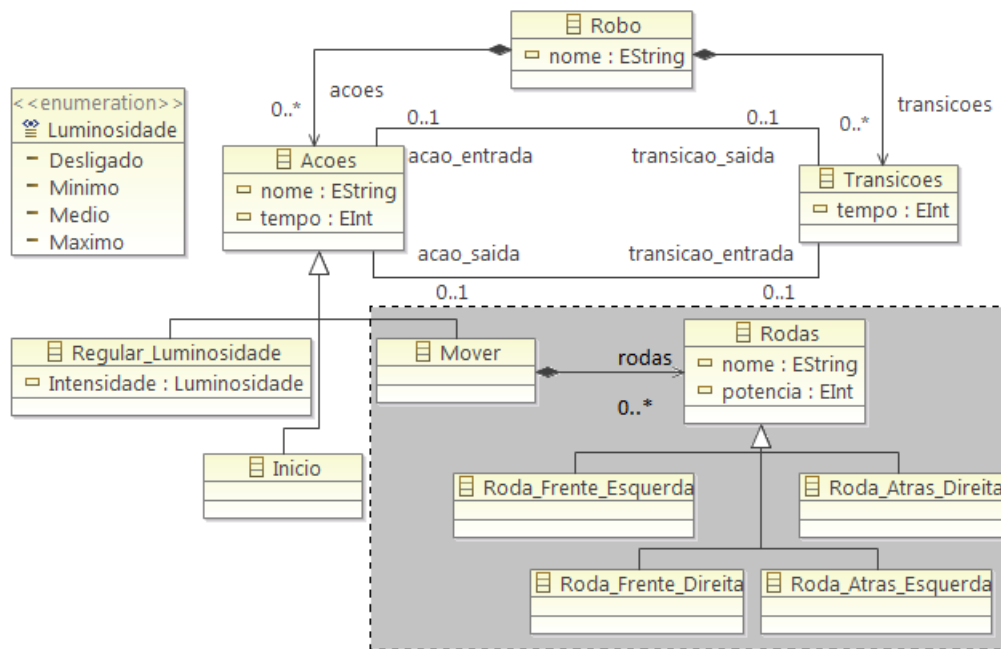 Robo
nome : EString
acoes
0..*
transicoes
0..*
<<enumeration>>
Luminosidade
Desligado
Minimo
Medio
Maximo
Acoes
nome : EString
tempo : EInt
0..1
0..1
acao_entrada
transicao_saida
Transicoes
tempo : EInt
acao_saida
transicao_entrada
0..1
0..1
Regular_Luminosidade
Intensidade : Luminosidade
Mover
rodas
0..*
Rodas
nome : EString
potencia : EInt
Inicio
Roda_Frente_Esquerda
Roda_Atras_Direita
Roda_Frente_Direita
Roda_Atras_Esquerda